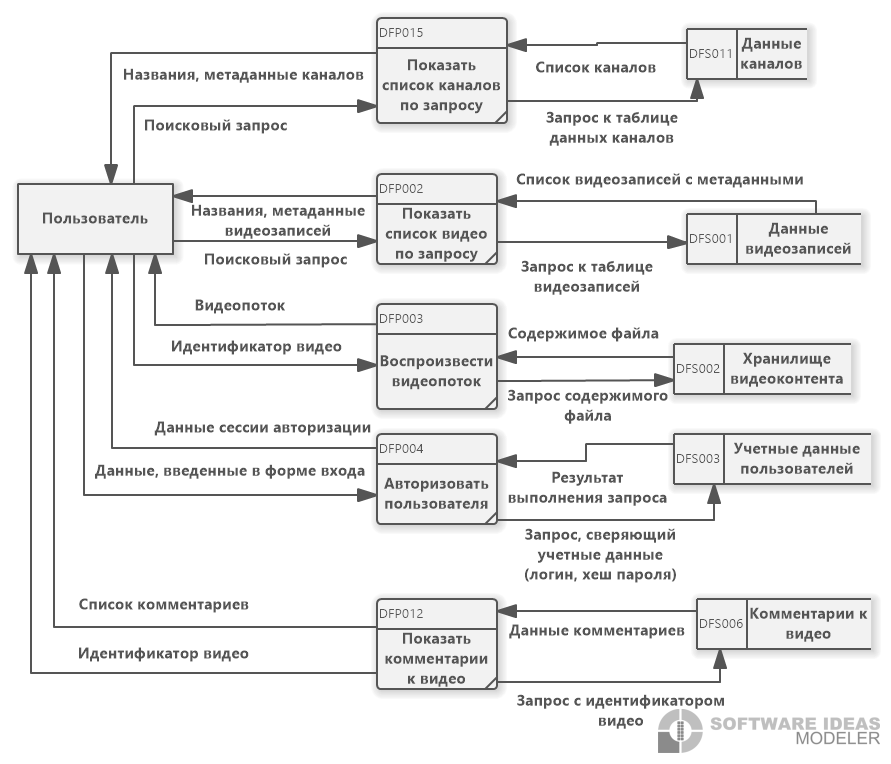 DFP015
Показать
список каналов
по запросу
Названия, метаданные каналов
Поисковый запрос
Список каналов
Запрос к таблице
данных каналов
DFS011
Данные
каналов
Пользователь
DFP002
Показать
список видео
по запросу
Названия, метаданные
видеозаписей
Поисковый запрос
Список видеозаписей с метаданными
Запрос к таблице
видеозаписей
DFS001
Данные
видеозаписей
DFP003
Воспроизвести
видеопоток
Видеопоток
Идентификатор видео
Содержимое файла
Запрос содержимого
файла
DFS002
Хранилище
видеоконтента
DFP004
Авторизовать
пользователя
Данные сессии авторизации
Данные, введенные в форме входа
Результат
выполнения запроса
Запрос, сверяющий
учетные данные
(логин, хеш пароля)
DFS003
Учетные данные
пользователей
DFP012
Показать
комментарии
к видео
Список комментариев
Идентификатор видео
Данные комментариев
Запрос с идентификатором
видео
DFS006
Комментарии к
видео
SOFTWARE IDEAS
MODELER